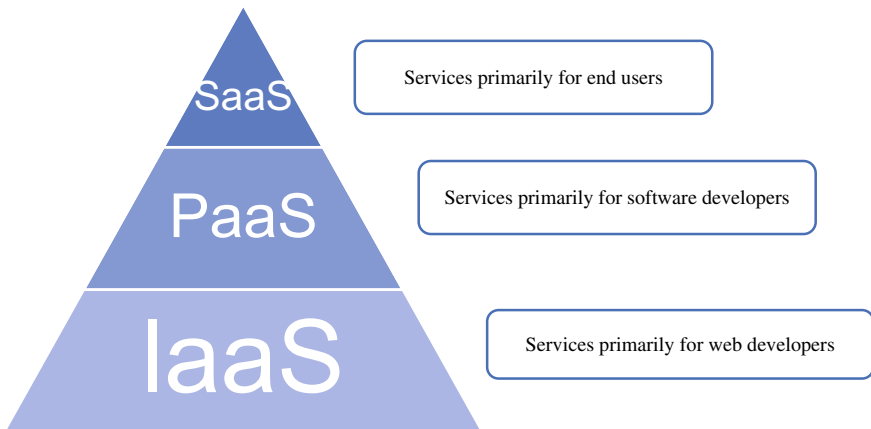 SaaS
Services primarily for end users
PaaS
Services primarily for software developers
IaaS
Services primarily for web developers